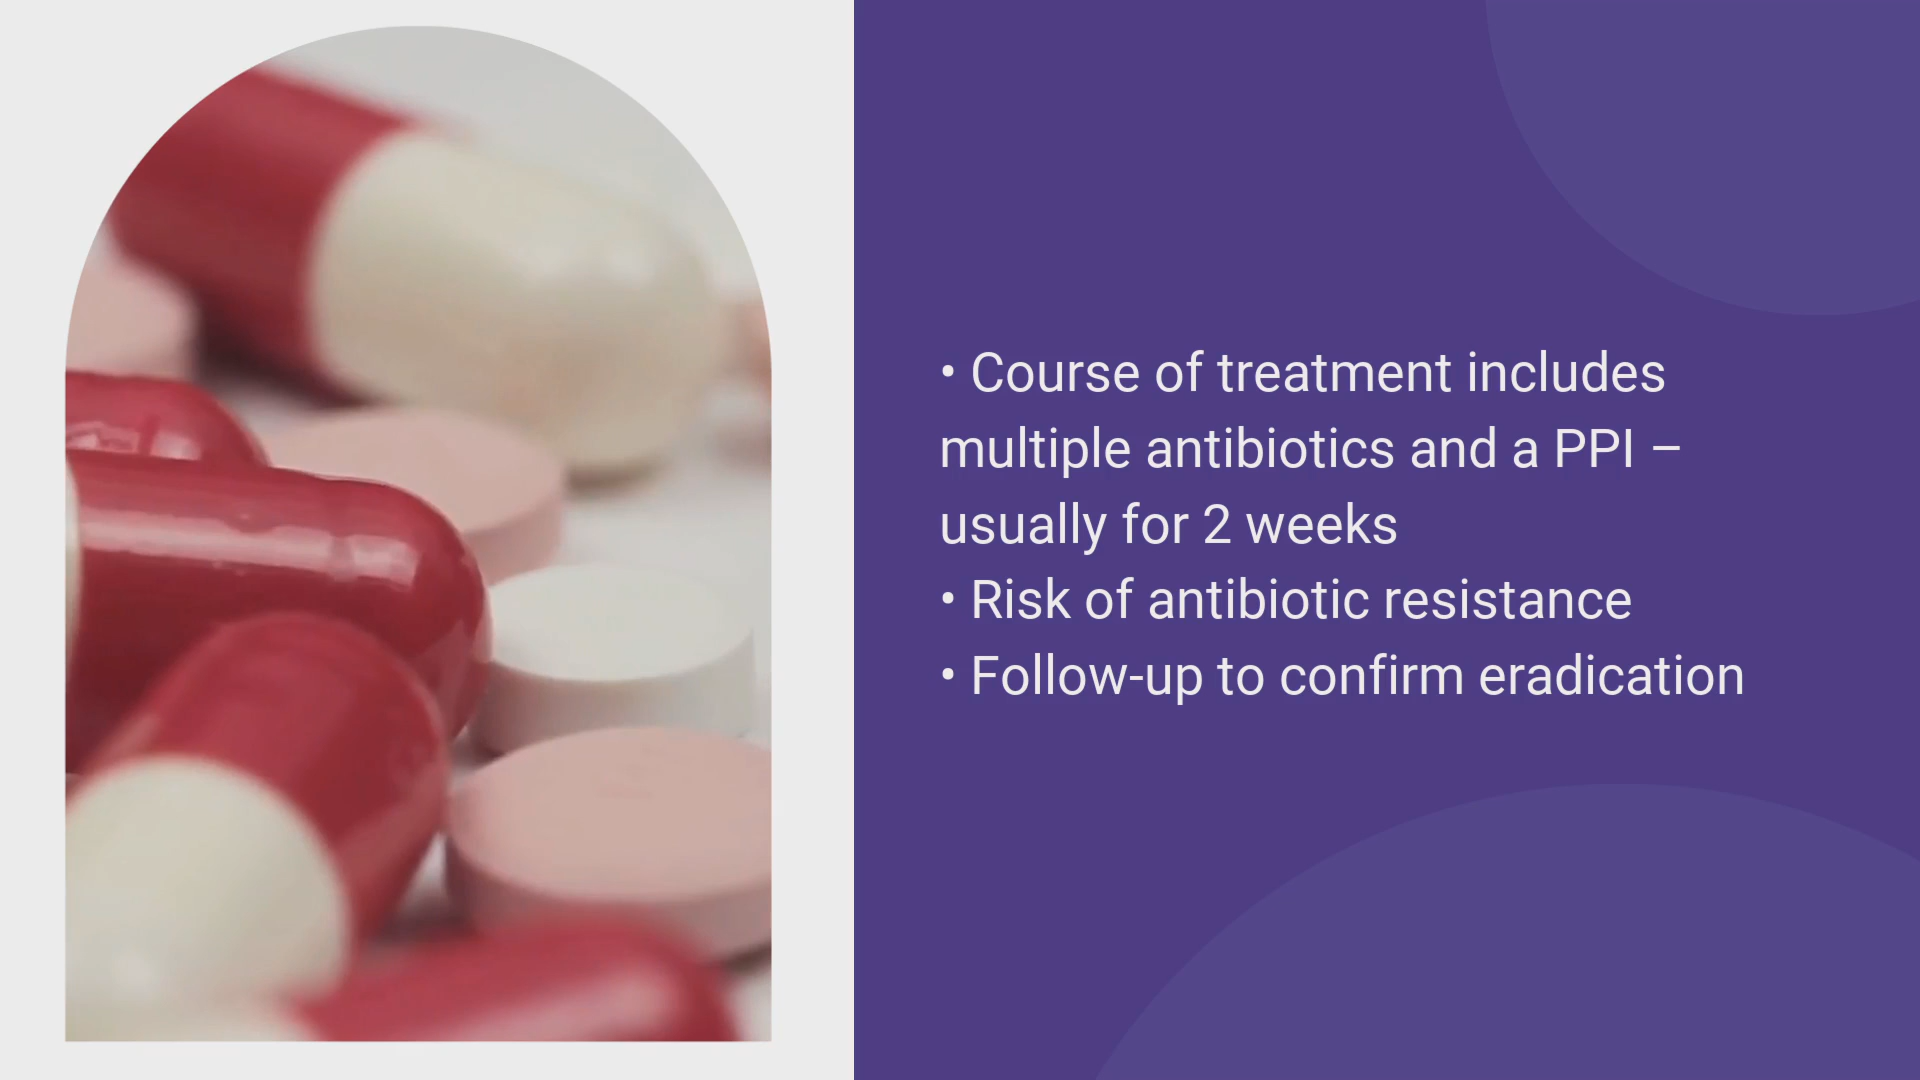 • Course of treatment includes
multiple antibiotics and a PPI –
usually for 2 weeks
• Risk of antibiotic resistance
• Follow-up to confirm eradication